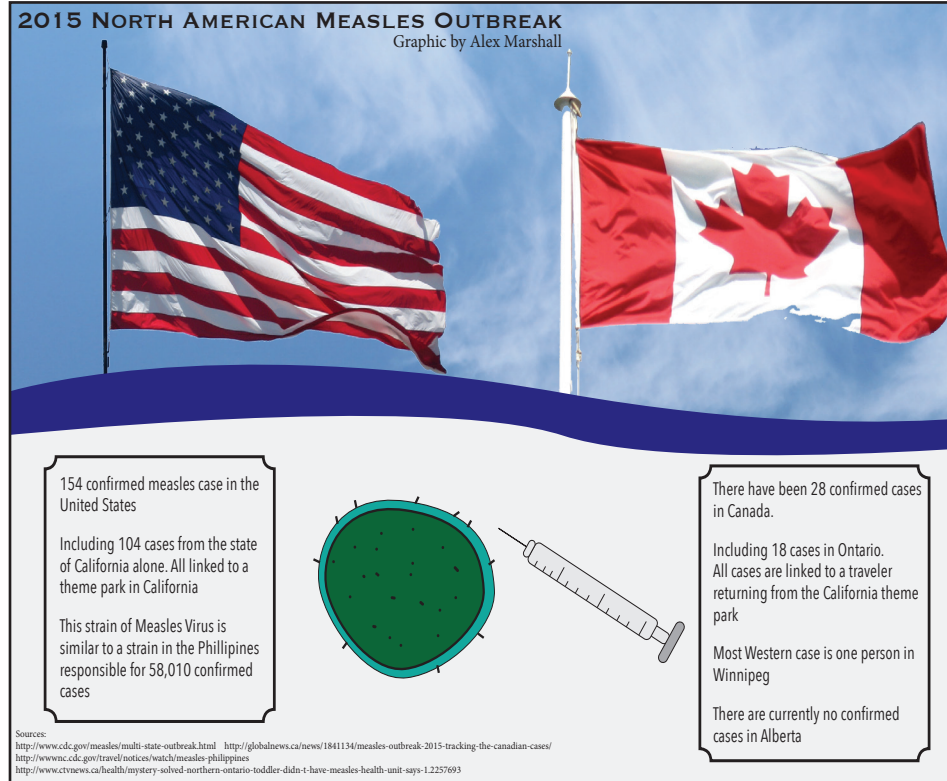 2015 North American Measles Outbreak
Graphic by Alex Marshall
154 confirmed measles case in the
United States
Including 104 cases from the state
of California alone. All linked to a
theme park in California
This strain of Measles Virus is
similar to a strain in the Phillipines
responsible for 58,010 confirmed
cases
There have been 28 confirmed cases
in Canada.
Including 18 cases in Ontario.
All cases are linked to a traveler
returning from the California theme
park
Most Western case is one person in
Winnipeg
There are currently no confirmed
cases in Alberta
Sources:
http://www.cdc.gov/measles/multi-state-outbreak.html http://globalnews.ca/news/1841134/measles-outbreak-2015-tracking-the-canadian-cases/
http://wwwnc.cdc.gov/travel/notices/watch/measles-philippines
http://www.ctvnews.ca/health/mystery-solved-northern-ontario-toddler-didn-t-have-measles-health-unit-says-1.2257693